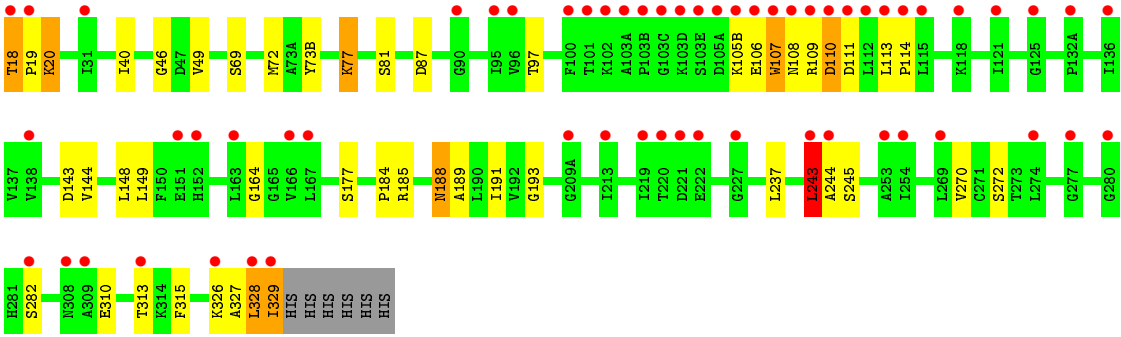 T18 P19 K20 I31 I40 G46 D47 V49 S69 M72 A73A Y73B K77 S81 D87 G90 I95 V96 T97 F100 T101 K102 A103A P103B G103C K103D S103E D105A K105B E106 W107 N108 R109 D110 D111 L112 L113 P114 L115 K118 I121 G125 P132A I136
V137 V138 D143 V144 L148 L149 F150 E151 H152 L163 G164 G165 V166 L167 S177 P184 R185 N188 A189 L190 I191 V192 G193 G209A I213 I219 T220 D221 E222 G227 L237 L243 A244 S245 A253 I254 L269 V270 C271 S272 T273 L274 G277 G280
H281 S282 N308 A309 E310 T313 K314 F315 K326 A327 L328 I329 HIS HIS HIS HIS HIS HIS